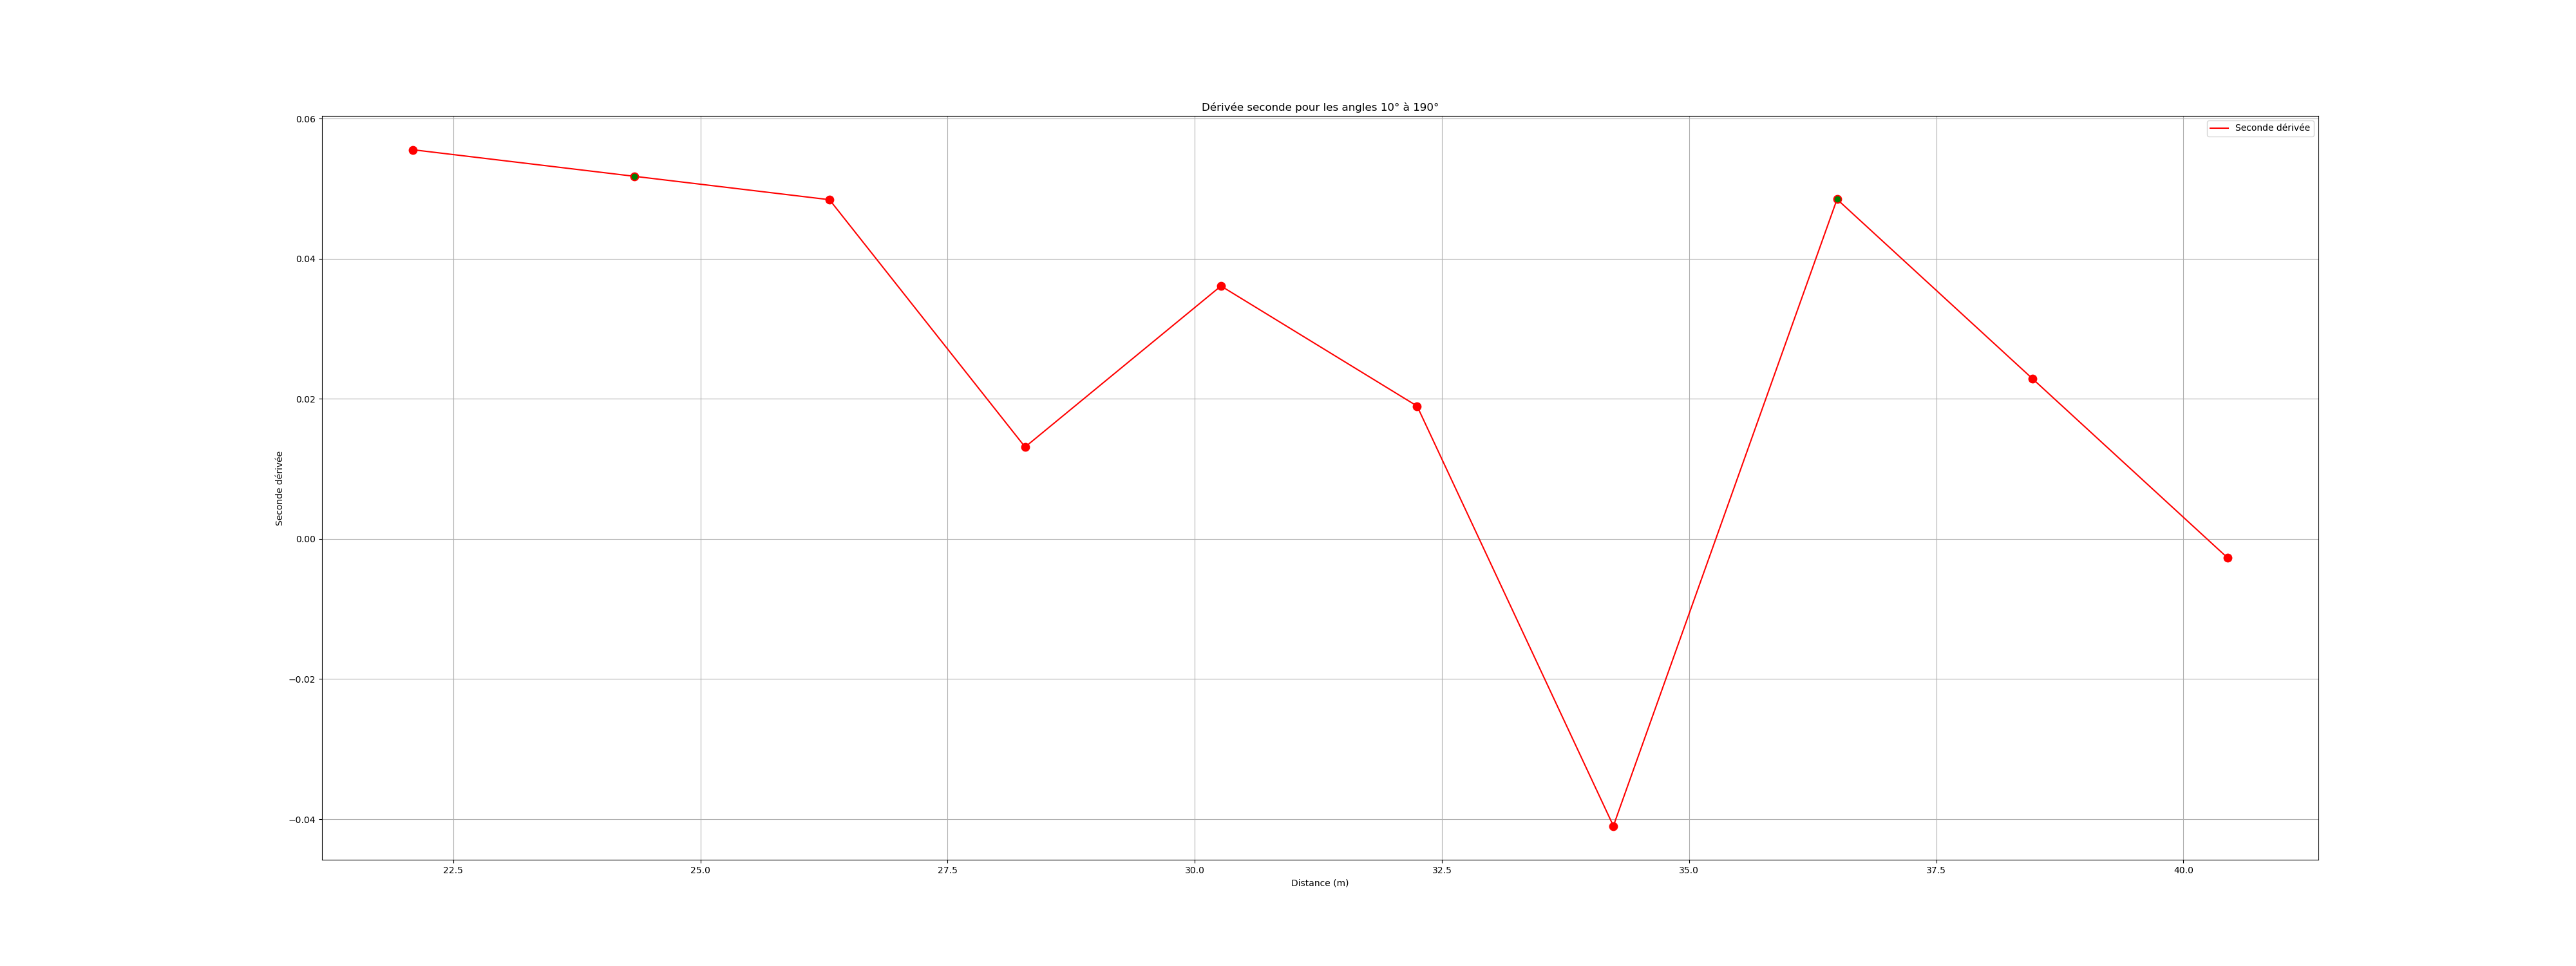 Dérivée seconde pour les angles 10° à 190°
Seconde dérivée
0.06
0.04
0.02
0.00
−0.02
−0.04
Seconde dérivée
22.5 25.0 27.5 30.0 32.5 35.0 37.5 40.0
Distance (m)